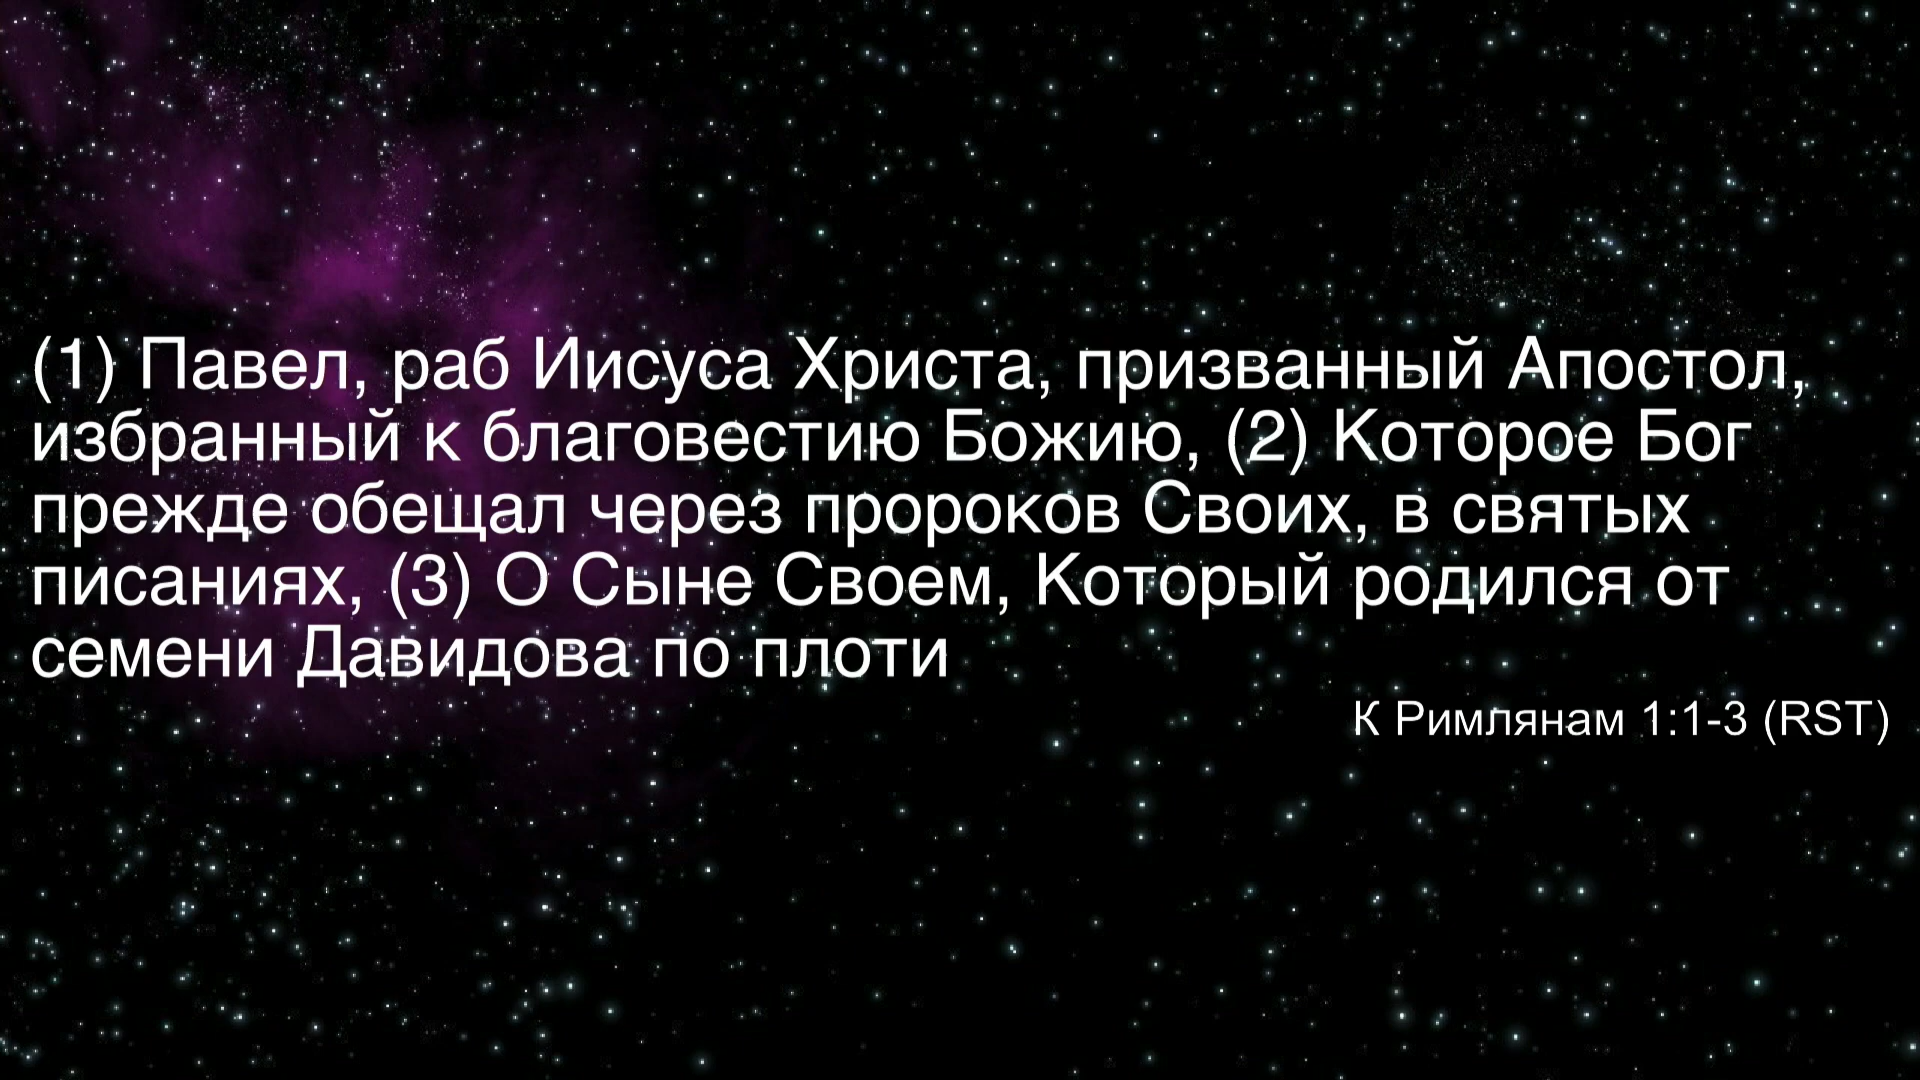 (1) Павел, раб Иисуса Христа, призванный Апостол,
избранный к благовестию Божию, (2) Которое Бог
прежде обещал через пророков Своих, в святых
писаниях, (3) О Сыне Своем, Который родился от
семени Давидова по плоти
К Римлянам 1:1-3 (RST)